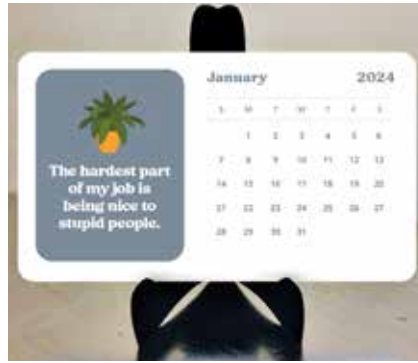 The hardest part
of my job is
being nice to
stupid people.
January 2024
S M T W T F S
1 2 3 4 5 6
7 8 9 10 11 12 13
14 15 16 17 18 19 20
21 22 23 24 25 26 27
28 29 30 31